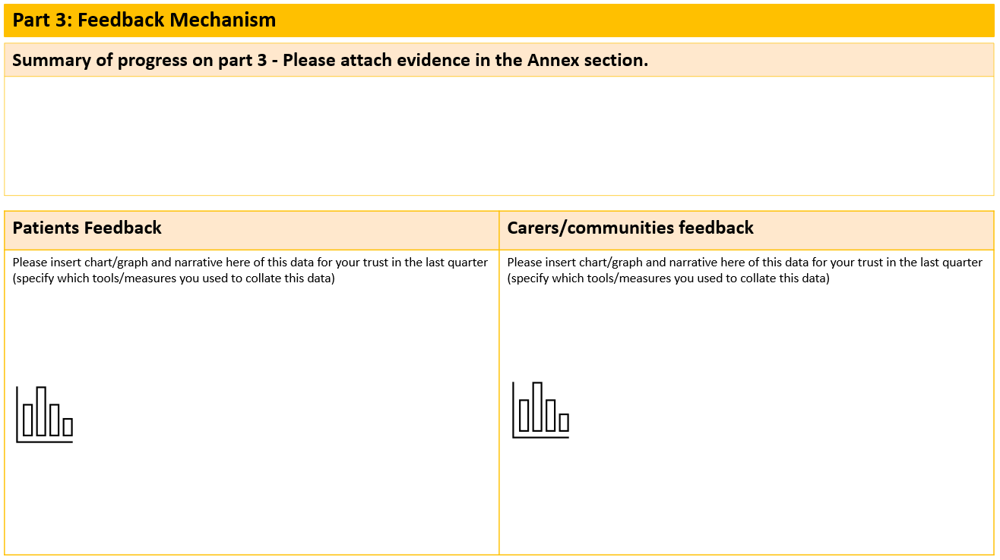 Part 3: Feedback Mechanism
Summary of progress on part 3 - Please attach evidence in the Annex section.
Patients Feedback
Please insert chart/graph and narrative here of this data for your trust in the last quarter
(specify which tools/measures you used to collate this data)
Carers/communities feedback
Please insert chart/graph and narrative here of this data for your trust in the last quarter
(specify which tools/measures you used to collate this data)